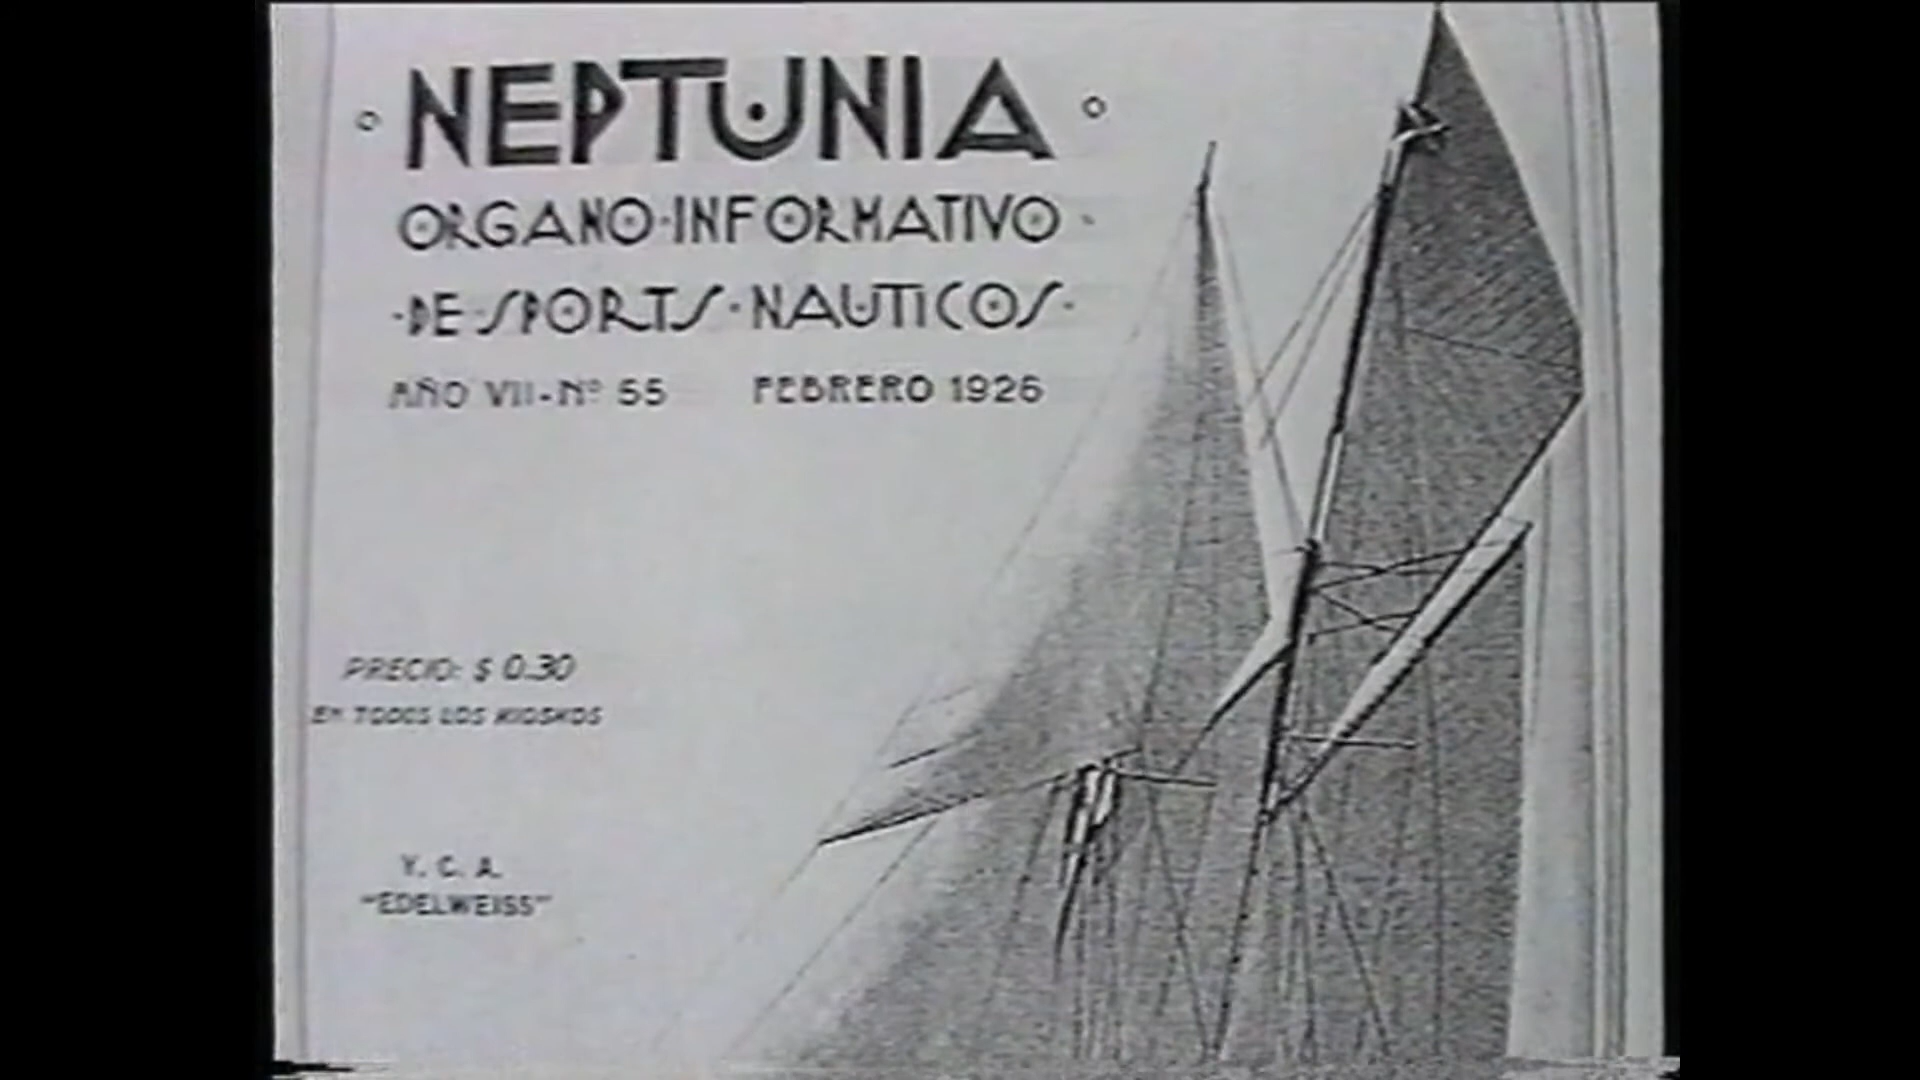 NEPTUNIA
ORGANO·INFORMATIVO·
·DE·SPORTS·NAUTICOS·
AÑO VII-Nº 55 FEBRERO 1926
PRECIO: $ 0.30
EN TODOS LOS KIOSKOS
Y. C. A.
"EDELWEISS"